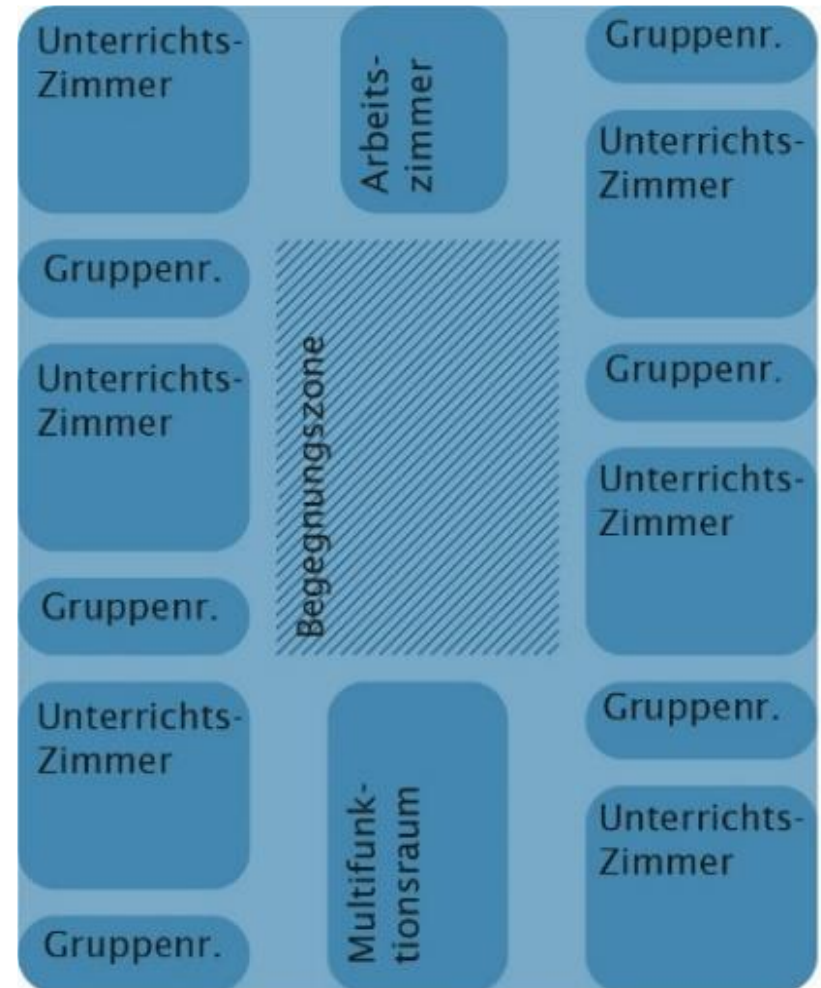 Unterrichts-
Zimmer
Gruppenr.
Unterrichts-
Zimmer
Gruppenr.
Unterrichts-
Zimmer
Gruppenr.
Arbeits-
zimmer
Begegnungszone
Multifunk-
tionsraum
Gruppenr.
Unterrichts-
Zimmer
Gruppenr.
Unterrichts-
Zimmer
Gruppenr.
Unterrichts-
Zimmer